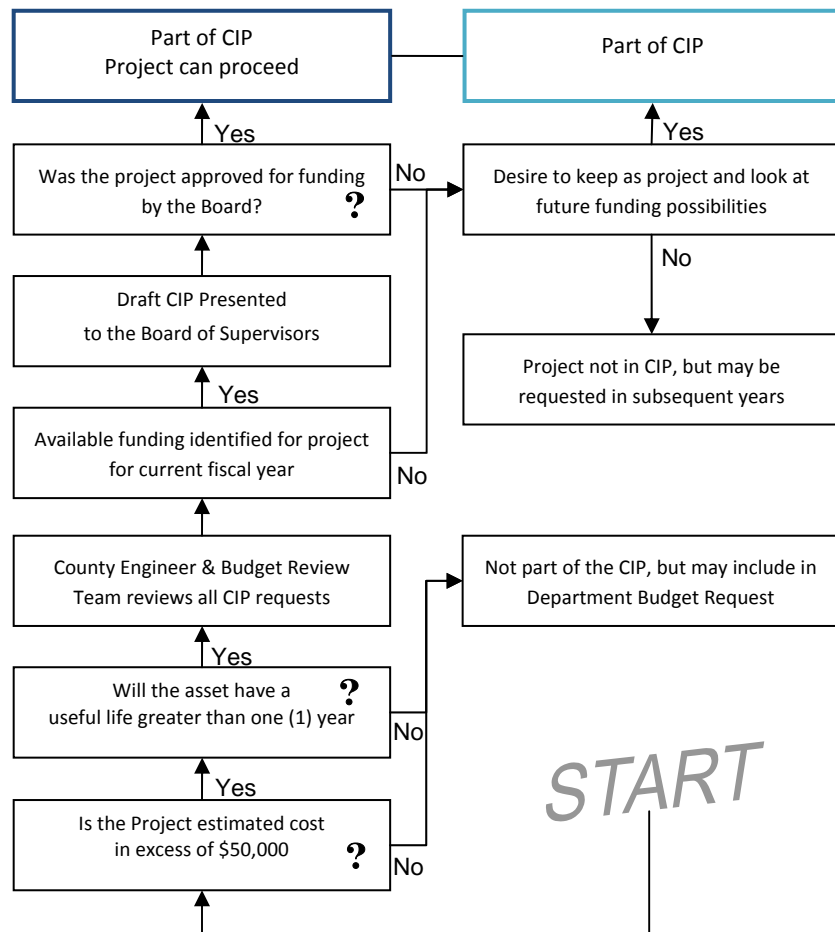 Part of CIP
Project can proceed
Part of CIP
Yes
Yes
Was the project approved for funding
by the Board?
?
No
Desire to keep as project and look at
future funding possibilities
No
Draft CIP Presented
to the Board of Supervisors
Project not in CIP, but may be
requested in subsequent years
Yes
Available funding identified for project
for current fiscal year
No
County Engineer & Budget Review
Team reviews all CIP requests
Not part of the CIP, but may include in
Department Budget Request
Yes
Will the asset have a
useful life greater than one (1) year
?
No
Yes
Is the Project estimated cost
in excess of $50,000
?
No
START